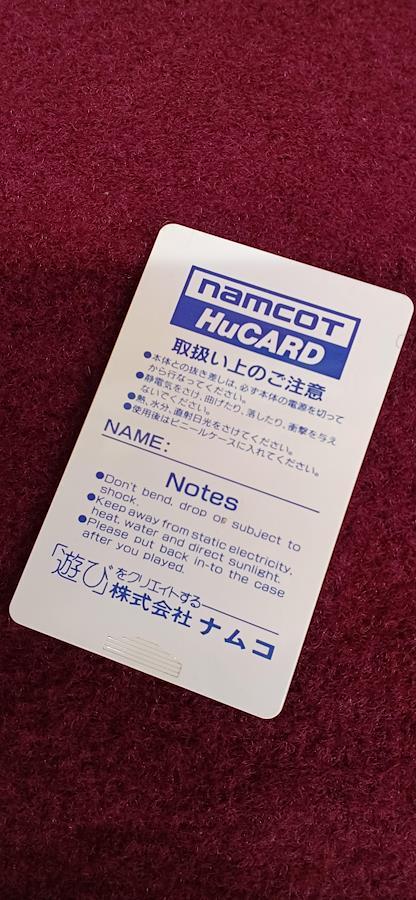 namcot
HuCARD
取扱い上のご注意
●本体との抜き差しは、必ず本体の電源を切って
から行なってください。
●静電気をさけ、曲げたり、落したり、衝撃を与え
ないでください。
●熱、水分、直射日光をさけてください。
●使用後はビニールケースに入れてください。
NAME:
Notes
●Don't bend, drop or subject to
shock.
●Keep away from static electricity,
heat, water and direct sunlight.
●Please put back in-to the case
after you played.
「遊び」をクリエイトする
株式会社 ナムコ